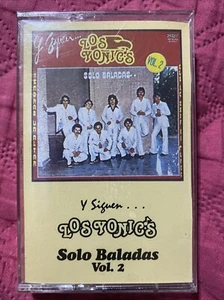 Y Siguen...
LOS YONIC'S
VOL. 2
SOLO BALADAS..
Y Siguen...
LOS YONIC'S
Solo Baladas
Vol. 2